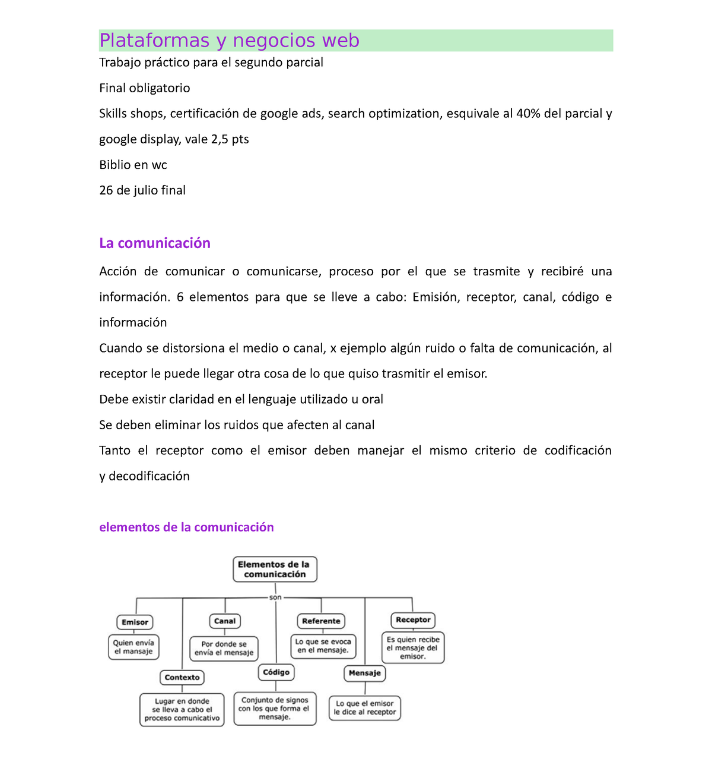 Plataformas y negocios web
Trabajo práctico para el segundo parcial
Final obligatorio
Skills shops, certificación de google ads, search optimization, esquivale al 40% del parcial y
google display, vale 2,5 pts
Biblio en wc
26 de julio final
La comunicación
Acción de comunicar o comunicarse, proceso por el que se trasmite y recibiré una
información. 6 elementos para que se lleve a cabo: Emisión, receptor, canal, código e
información
Cuando se distorsiona el medio o canal, x ejemplo algún ruido o falta de comunicación, al
receptor le puede llegar otra cosa de lo que quiso trasmitir el emisor.
Debe existir claridad en el lenguaje utilizado u oral
Se deben eliminar los ruidos que afecten al canal
Tanto el receptor como el emisor deben manejar el mismo criterio de codificación
y decodificación
elementos de la comunicación
Elementos de la
comunicación
son
Emisor
Quien envía
el mansaje
Canal
Por donde se
envía el mensaje
Referente
Lo que se evoca
en el mensaje.
Receptor
Es quien recibe
el mensaje del
emisor.
Contexto
Lugar en donde
se lleva a cabo el
proceso comunicativo
Código
Conjunto de signos
con los que forma el
mensaje.
Mensaje
Lo que el emisor
le dice al receptor